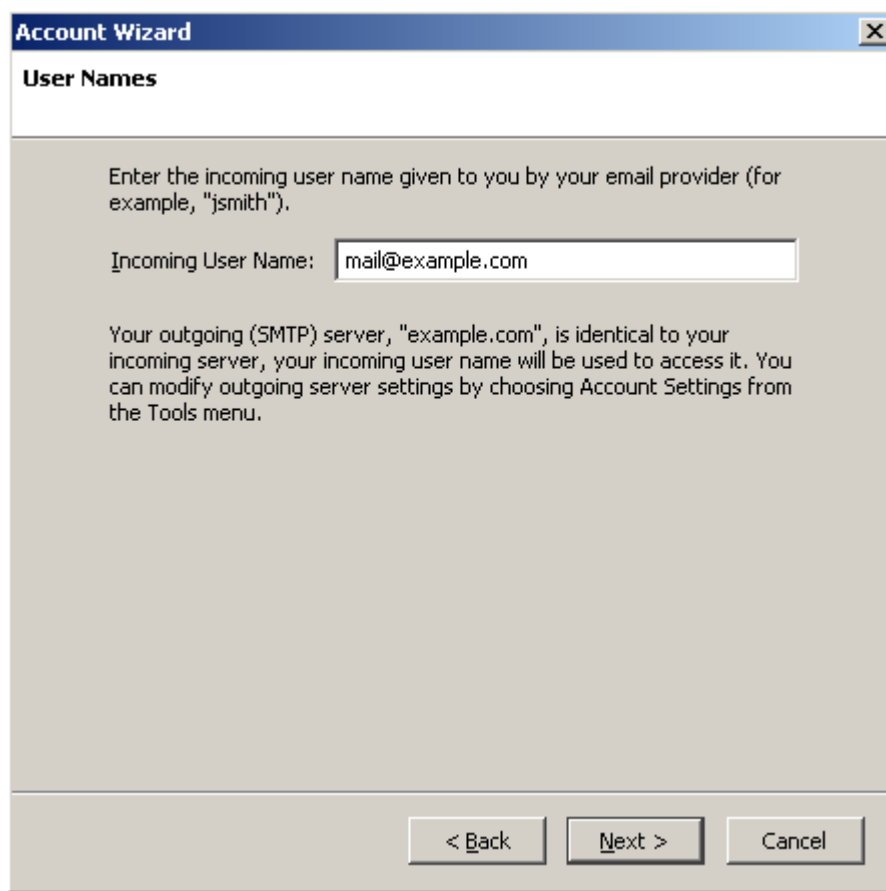 Account Wizard
User Names
Enter the incoming user name given to you by your email provider (for
example, "jsmith").
Incoming User Name: mail@example.com
Your outgoing (SMTP) server, "example.com", is identical to your
incoming server, your incoming user name will be used to access it. You
can modify outgoing server settings by choosing Account Settings from
the Tools menu.
< Back Next > Cancel